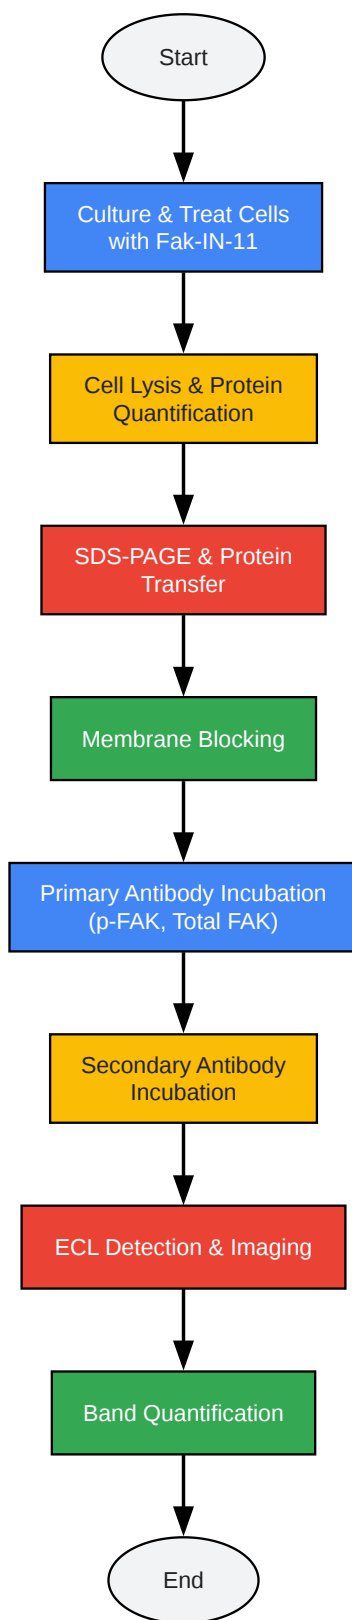 Start
Culture & Treat Cells
with Fak-IN-11
Cell Lysis & Protein
Quantification
SDS-PAGE & Protein
Transfer
Membrane Blocking
Primary Antibody Incubation
(p-FAK, Total FAK)
Secondary Antibody
Incubation
ECL Detection & Imaging
Band Quantification
End